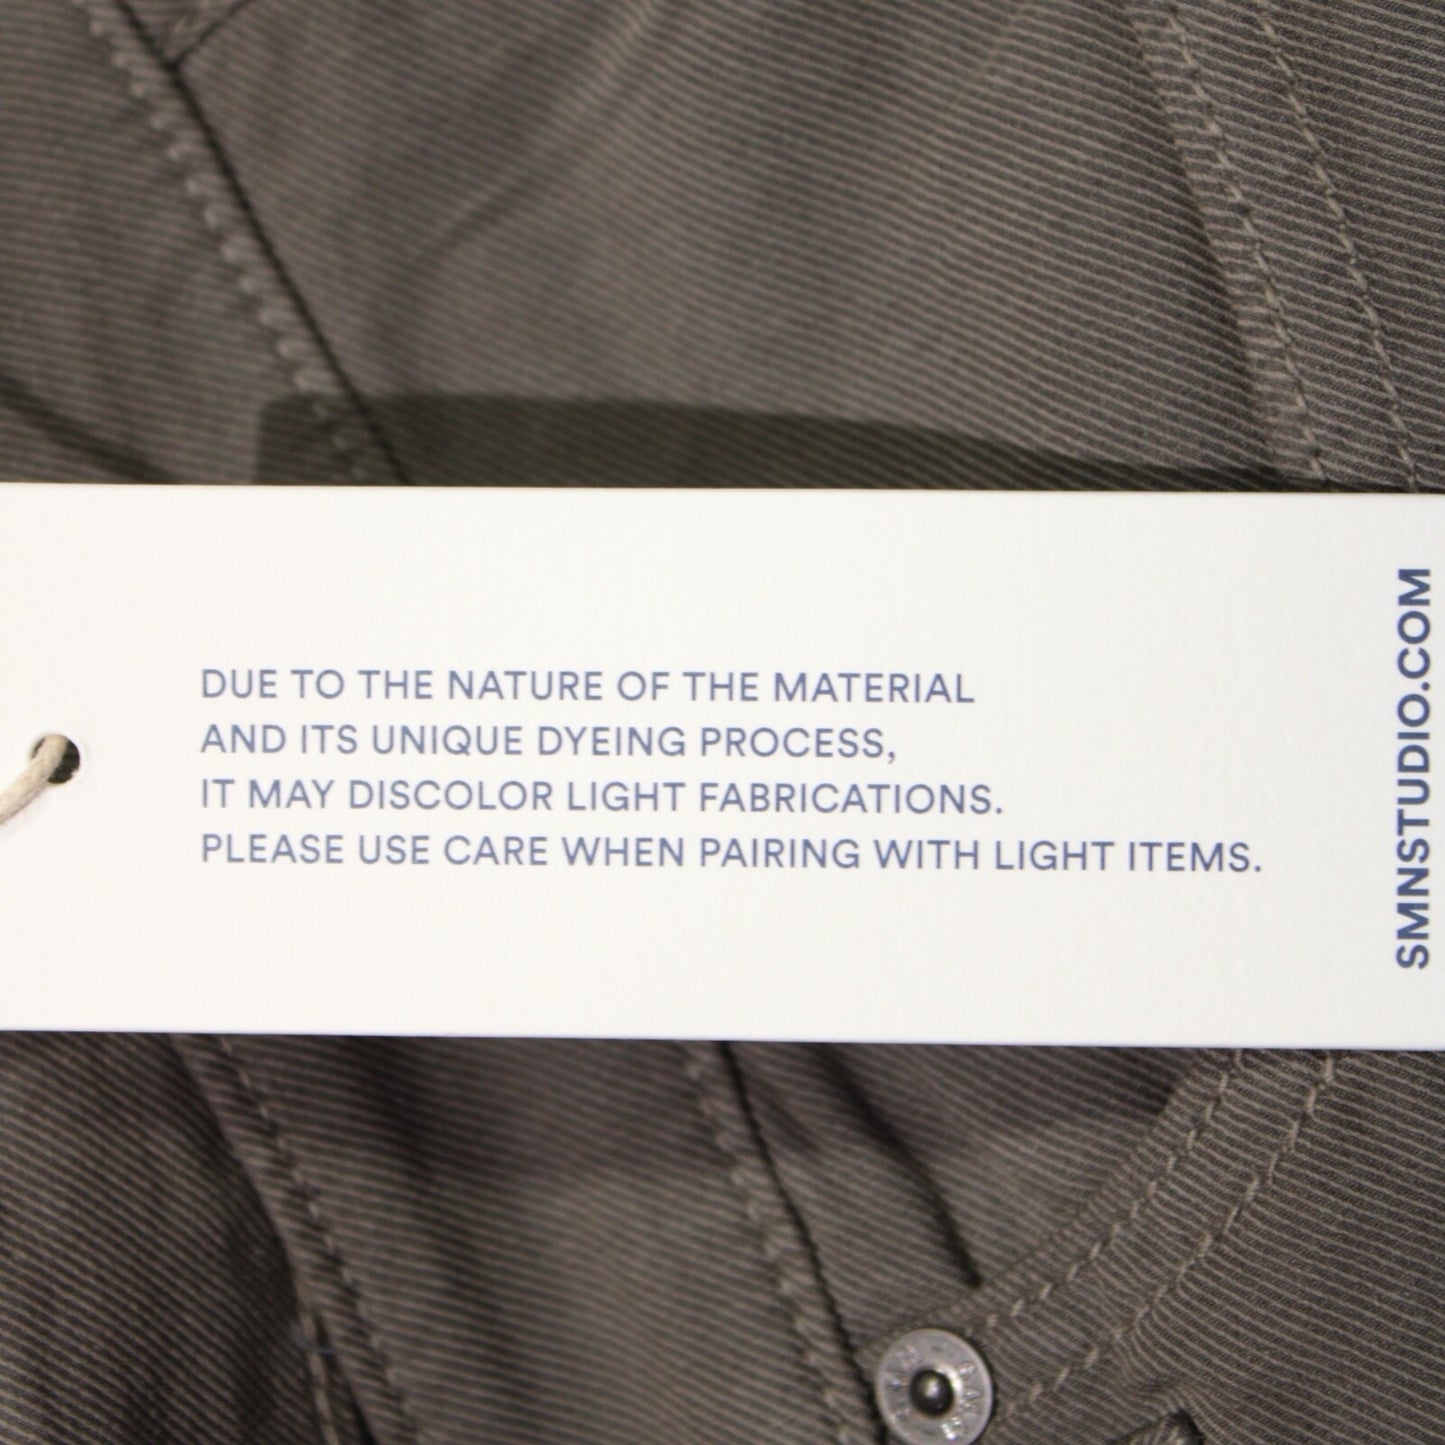 DUE TO THE NATURE OF THE MATERIAL
AND ITS UNIQUE DYEING PROCESS,
IT MAY DISCOLOR LIGHT FABRICATIONS.
PLEASE USE CARE WHEN PAIRING WITH LIGHT ITEMS.
SMNSTUDIO.COM